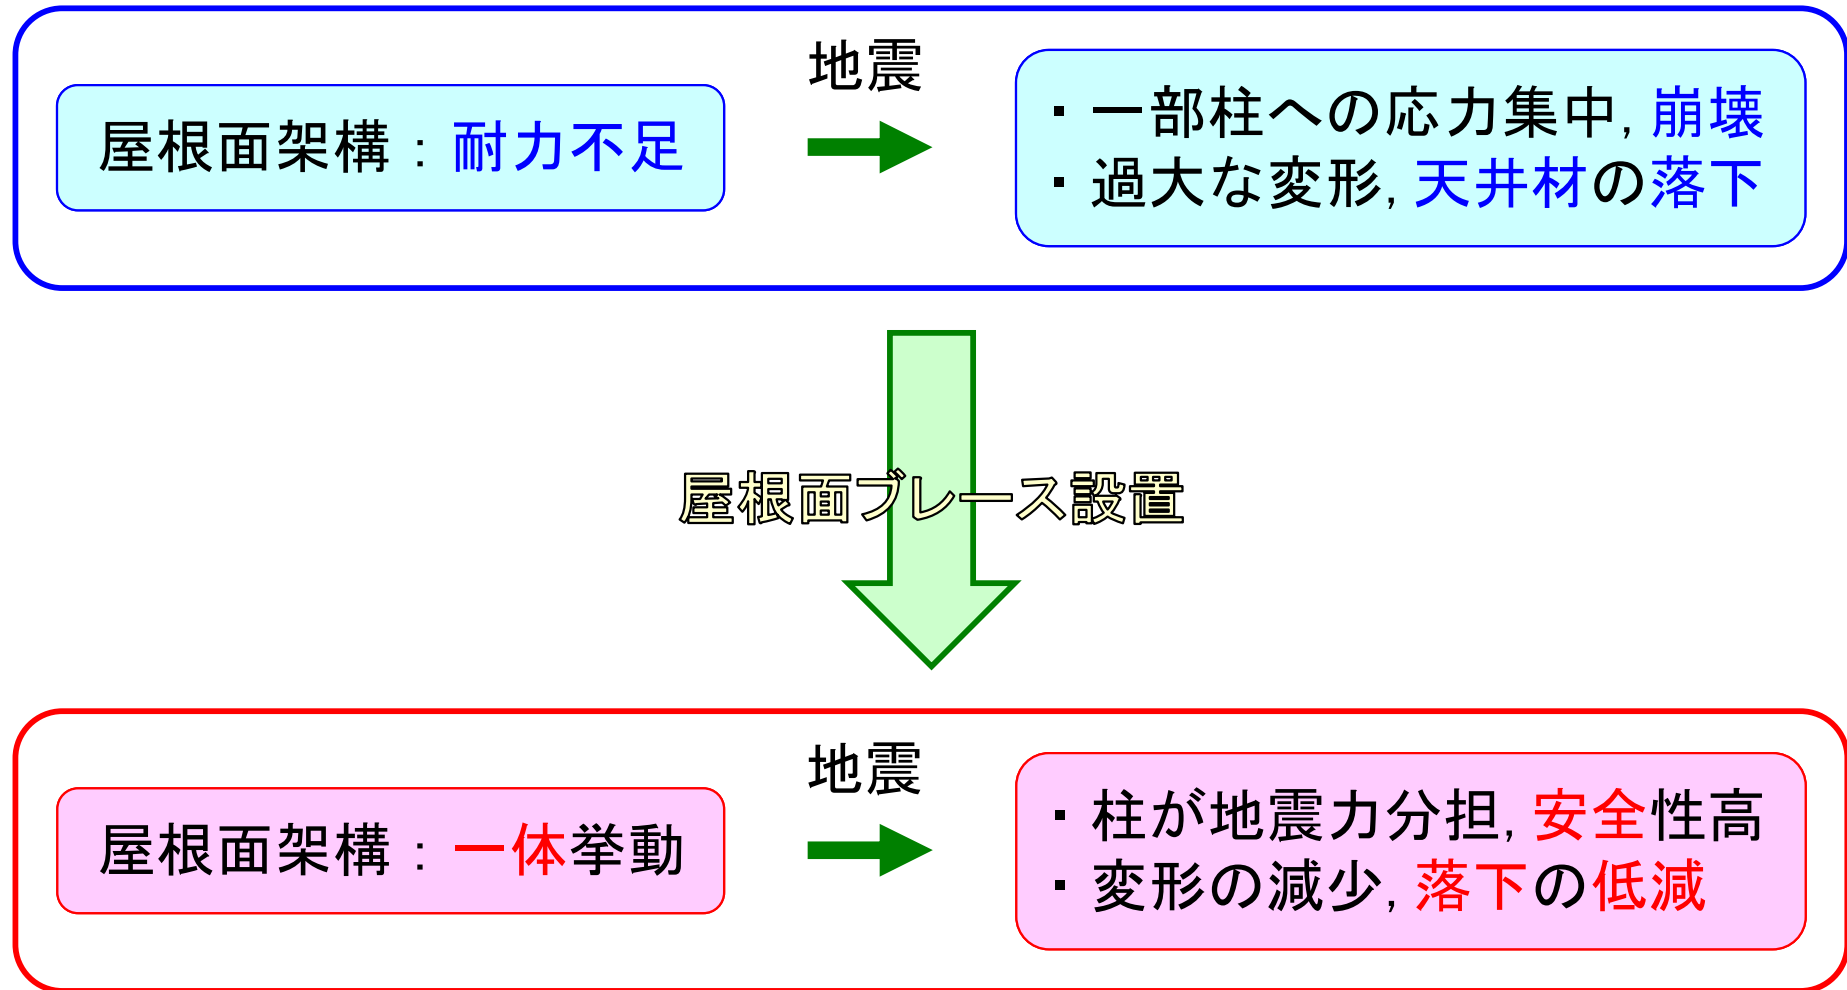 地震
屋根面架構：耐力不足
・一部柱への応力集中，崩壊
・過大な変形，天井材の落下
屋根面ブレース設置
地震
屋根面架構：一体挙動
・柱が地震力分担，安全性高
・変形の減少，落下の低減